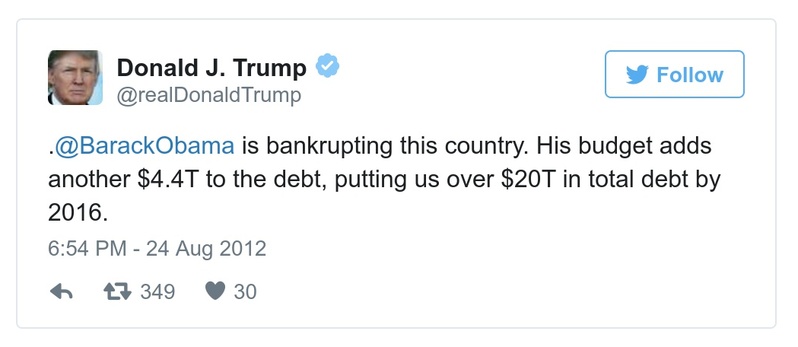 Donald J. Trump
@realDonaldTrump
Follow
.@BarackObama is bankrupting this country. His budget adds
another $4.4T to the debt, putting us over $20T in total debt by
2016.
6:54 PM - 24 Aug 2012
349 30